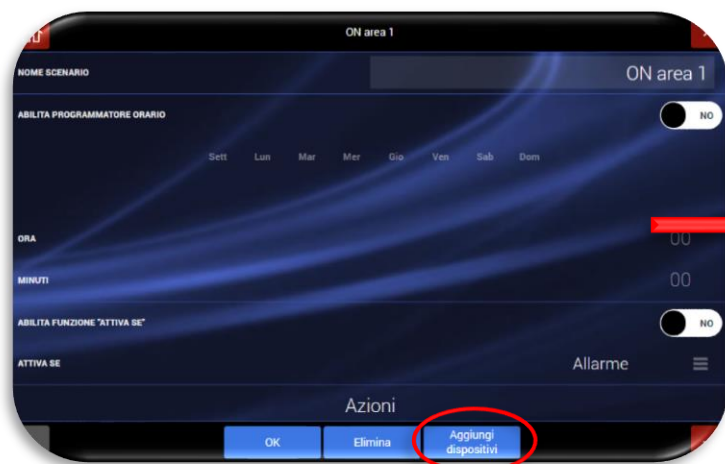 ON area 1
NOME SCENARIO ON area 1
ABILITA PROGRAMMATORE ORARIO NO
Sett Lun Mar Mer Gio Ven Sab Dom
ORA 00
MINUTI 00
ABILITA FUNZIONE "ATTIVA SE" NO
ATTIVA SE Allarme
Azioni
OK Elimina Aggiungi
dispositivi